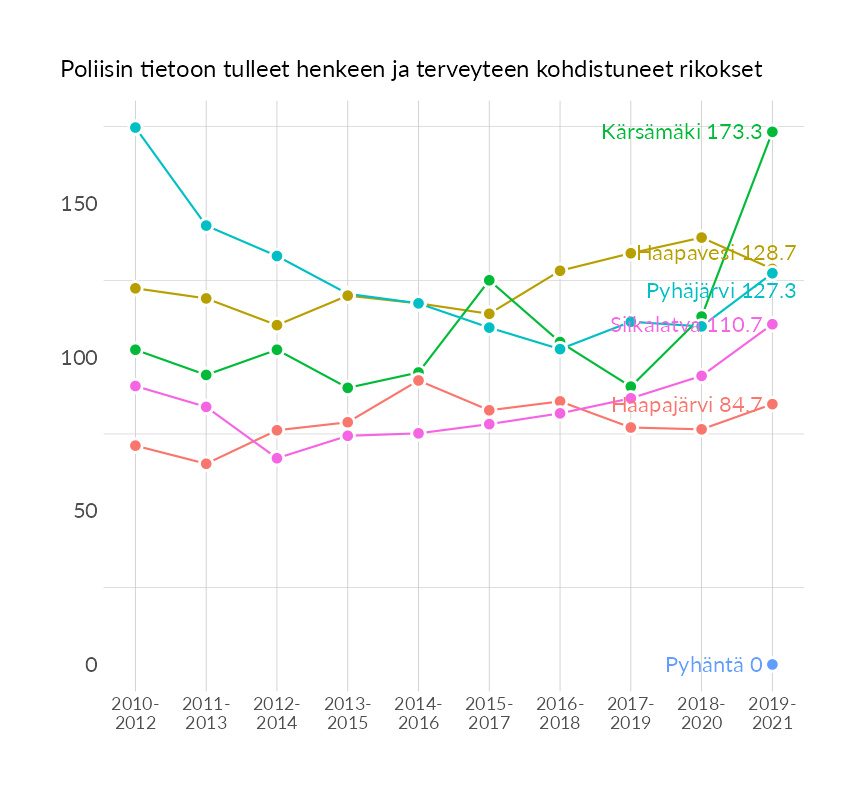 Poliisin tietoon tulleet henkeen ja terveyteen kohdistuneet rikokset
Kärsämäki 173.3
150
Haapavesi 128.7
Pyhäjärvi 127.3
Siikalatva 110.7
100
Haapajärvi 84.7
50
0
Pyhäntä 0
2010- 2011- 2012- 2013- 2014- 2015- 2016- 2017- 2018- 2019-
2012 2013 2014 2015 2016 2017 2018 2019 2020 2021